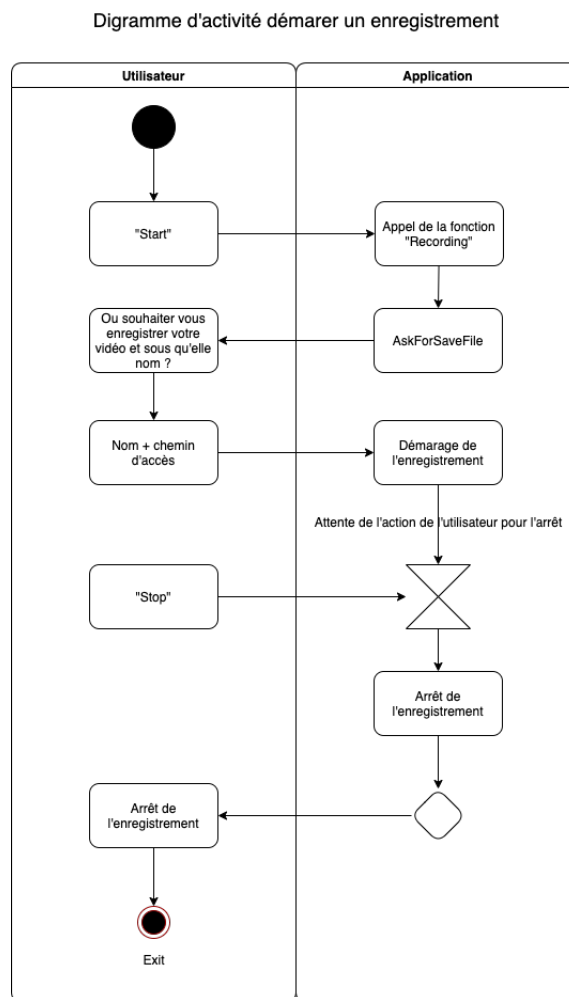 Digramme d'activité démarer un enregistrement
Utilisateur
Application
"Start"
Appel de la fonction
"Recording"
Ou souhaiter vous
enregistrer votre
vidéo et sous qu'elle
nom ?
AskForSaveFile
Nom + chemin
d'accès
Démarage de
l'enregistrement
Attente de l'action de l'utilisateur pour l'arrêt
"Stop"
Arrêt de
l'enregistrement
Arrêt de
l'enregistrement
Exit